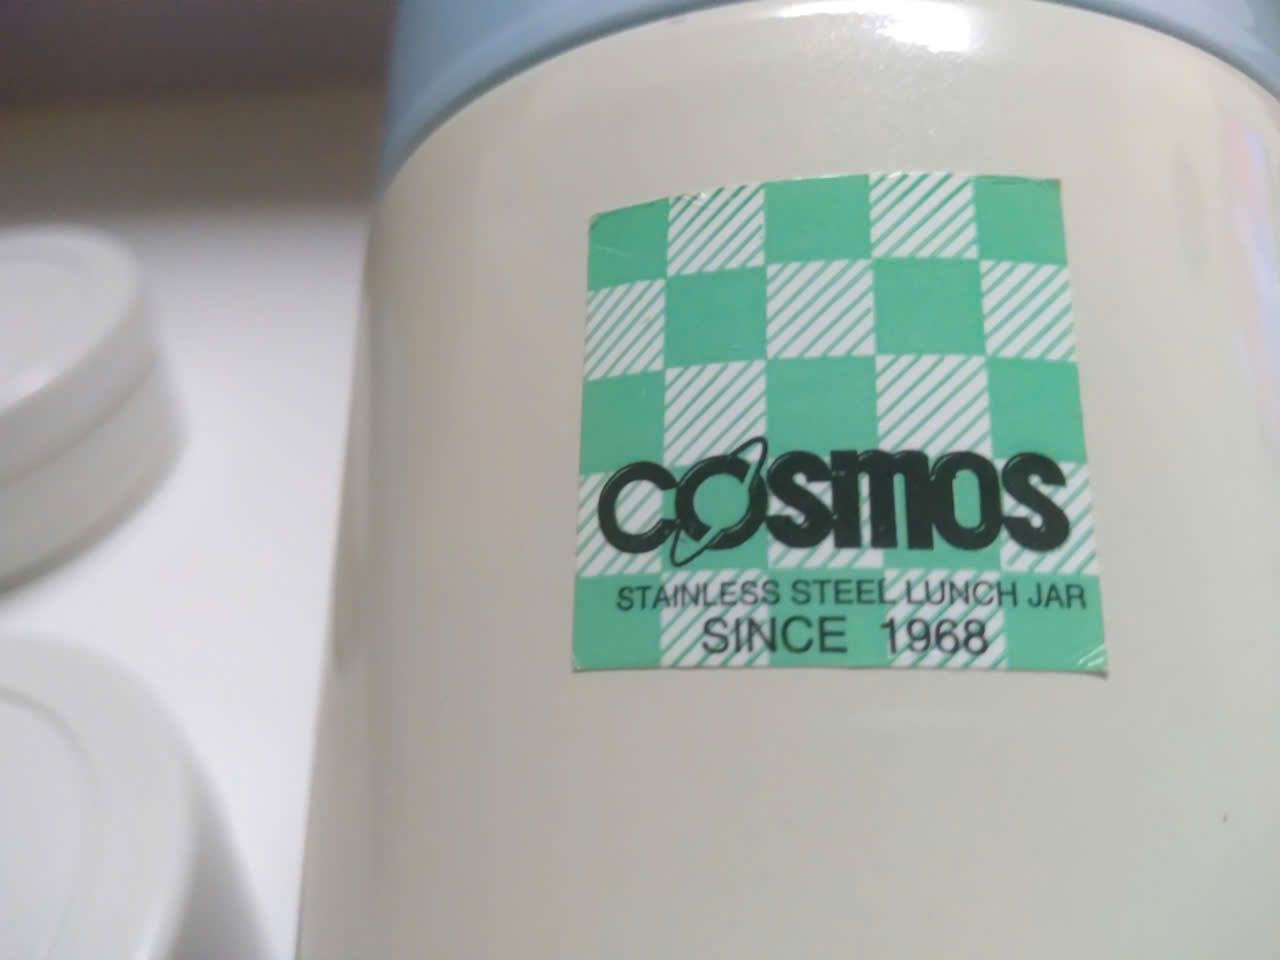 cosmos
STAINLESS STEEL LUNCH JAR
SINCE 1968